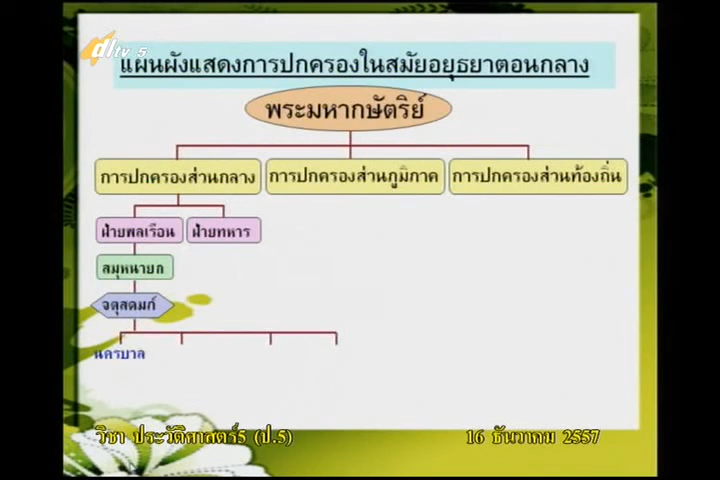 dltv 5
แผนผังแสดงการปกครองในสมัยอยุธยาตอนกลาง
พระมหากษัตริย์
การปกครองส่วนกลาง การปกครองส่วนภูมิภาค การปกครองส่วนท้องถิ่น
ฝ่ายพลเรือน ฝ่ายทหาร
สมุหนายก
จตุสดมภ์
นครบาล
วิชา ประวัติศาสตร์5 (ป.5) 16 ธันวาคม 2557